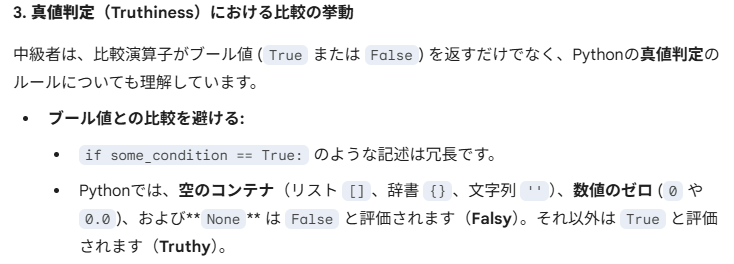 3. 真値判定（Truthiness）における比較の挙動
中級者は、比較演算子がブール値 ( True または False ) を返すだけでなく、Pythonの真値判定の
ルールについても理解しています。
• ブール値との比較を避ける:
• if some_condition == True: のような記述は冗長です。
• Pythonでは、空のコンテナ（リスト []、辞書 {}、文字列 ''）、数値のゼロ ( 0 や
0.0 )、および** None ** は False と評価されます（Falsy）。それ以外は True と評価
されます（Truthy）。